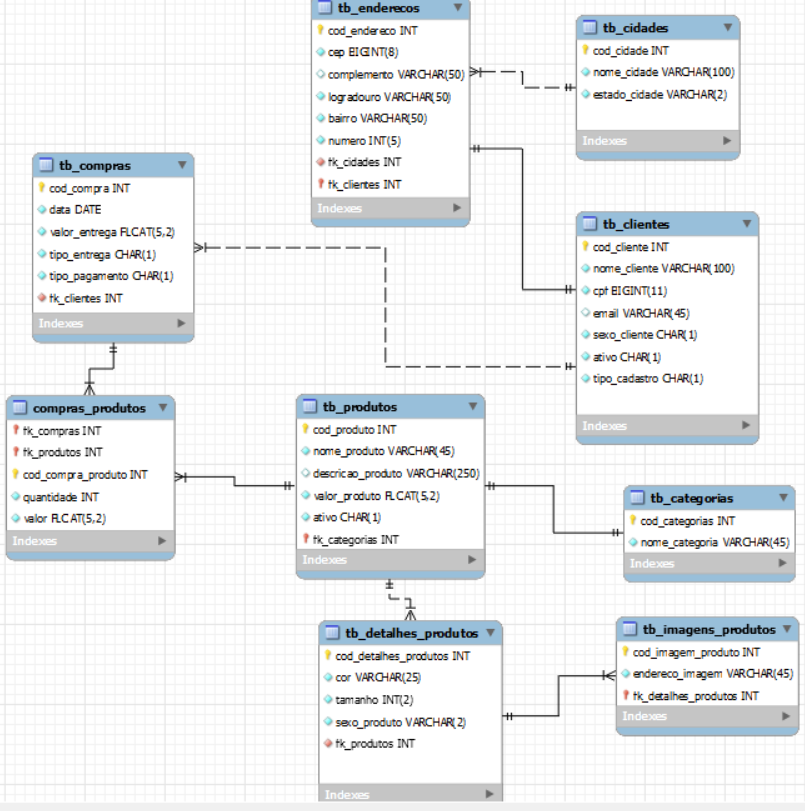 tb_enderecos
cod_endereco INT
cep BIGINT(8)
complemento VARCHAR(50)
logradouro VARCHAR(50)
bairro VARCHAR(50)
numero INT(5)
fk_cidades INT
fk_clientes INT
Indexes
tb_cidades
cod_cidade INT
nome_cidade VARCHAR(100)
estado_cidade VARCHAR(2)
Indexes
tb_compras
cod_compra INT
data DATE
valor_entrega FLOAT(5,2)
tipo_entrega CHAR(1)
tipo_pagamento CHAR(1)
fk_clientes INT
Indexes
tb_clientes
cod_cliente INT
nome_cliente VARCHAR(100)
cpf BIGINT(11)
email VARCHAR(45)
sexo_cliente CHAR(1)
ativo CHAR(1)
tipo_cadastro CHAR(1)
Indexes
compras_produtos
fk_compras INT
fk_produtos INT
cod_compra_produto INT
quantidade INT
valor FLOAT(5,2)
Indexes
tb_produtos
cod_produto INT
nome_produto VARCHAR(45)
descricao_produto VARCHAR(250)
valor_produto FLOAT(5,2)
ativo CHAR(1)
fk_categorias INT
Indexes
tb_categorias
cod_categorias INT
nome_categoria VARCHAR(45)
Indexes
tb_detalhes_produtos
cod_detalhes_produtos INT
cor VARCHAR(25)
tamanho INT(2)
sexo_produto VARCHAR(2)
fk_produtos INT
Indexes
tb_imagens_produtos
cod_imagem_produto INT
endereco_imagem VARCHAR(45)
fk_detalhes_produtos INT
Indexes